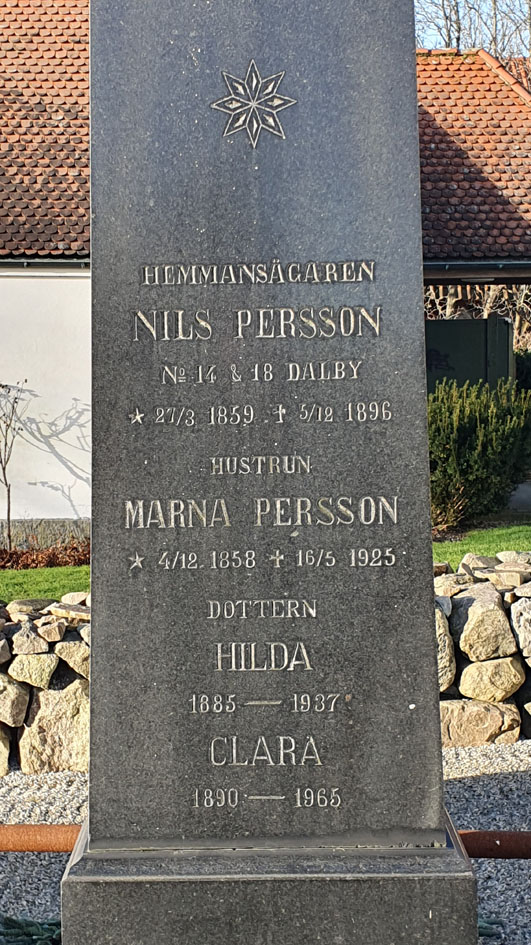 HEMMANSÄGAREN
NILS PERSSON
No 14 & 18 DALBY
* 27/3 1859 + 5/12 1896
HUSTRUN
MARNA PERSSON
* 4/12 1858 + 16/5 1925
DOTTERN
HILDA
1885 — 1937
CLARA
1890 — 1965